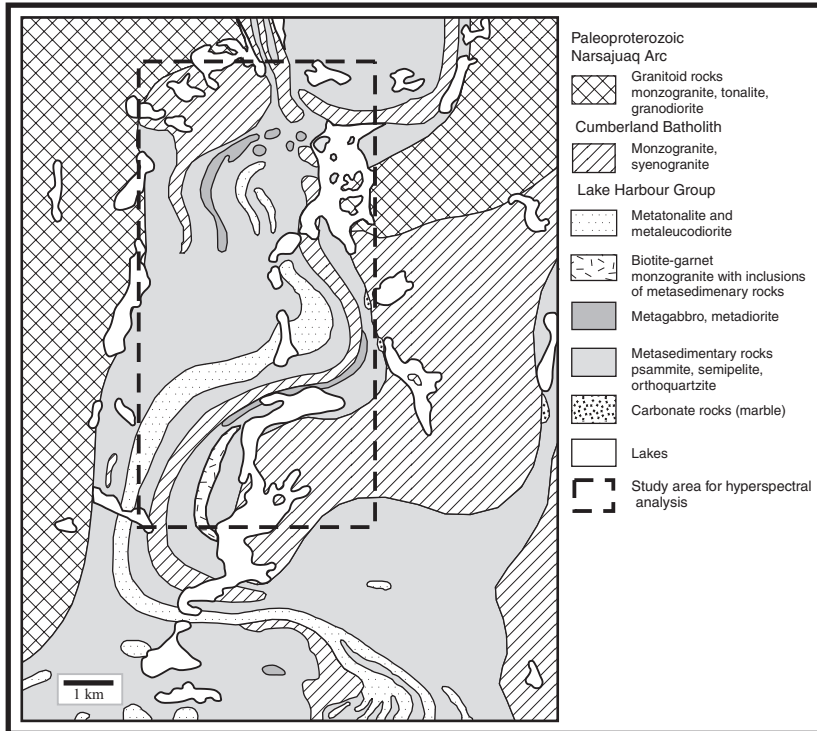 Paleoproterozoic
Narsajuaq Arc
Granitoid rocks
monzogranite, tonalite,
granodiorite
Cumberland Batholith
Monzogranite,
syenogranite
Lake Harbour Group
Metatonalite and
metaleucodiorite
Biotite-garnet
monzogranite with inclusions
of metasedimenary rocks
Metagabbro, metadiorite
Metasedimentary rocks
psammite, semipelite,
orthoquartzite
Carbonate rocks (marble)
Lakes
Study area for hyperspectral
analysis
1 km